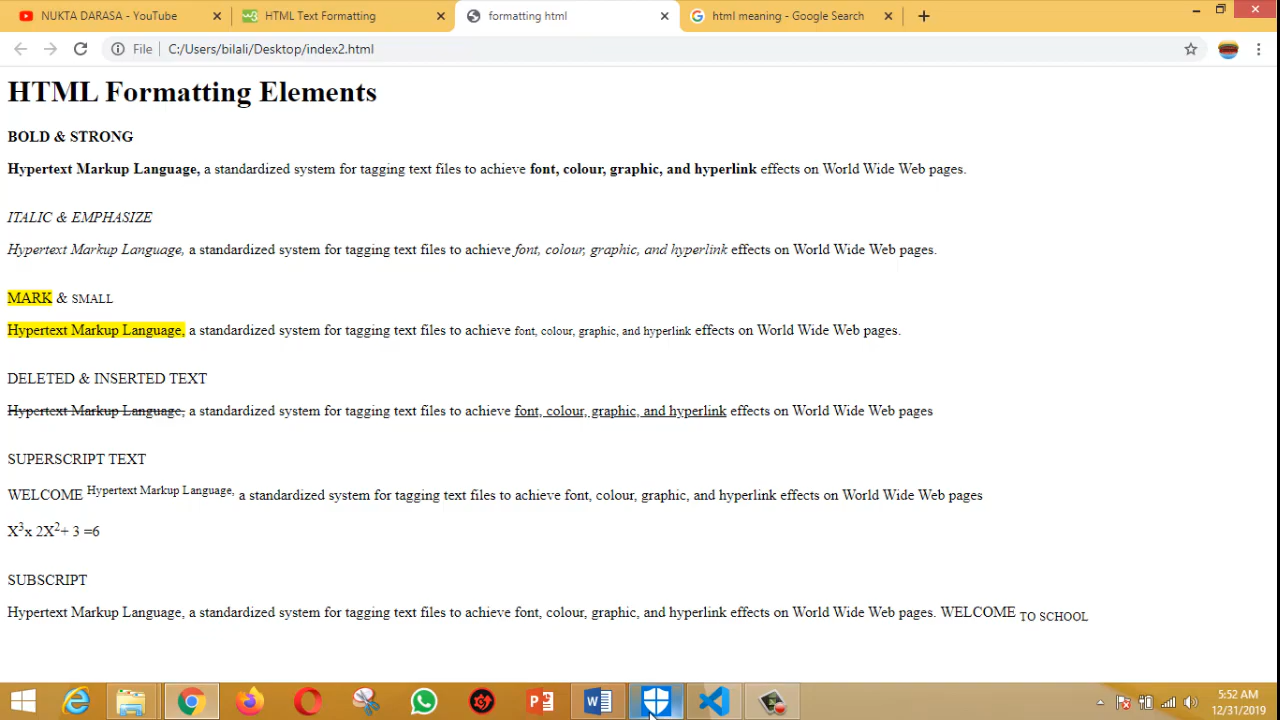 NUKTA DARASA - YouTube
HTML Text Formatting
formatting html
html meaning - Google Search
File
C:/Users/bilali/Desktop/index2.html
HTML Formatting Elements
BOLD & STRONG
Hypertext Markup Language, a standardized system for tagging text files to achieve font, colour, graphic, and hyperlink effects on World Wide Web pages.
ITALIC & EMPHASIZE
Hypertext Markup Language, a standardized system for tagging text files to achieve font, colour, graphic, and hyperlink effects on World Wide Web pages.
MARK & SMALL
Hypertext Markup Language, a standardized system for tagging text files to achieve font, colour, graphic, and hyperlink effects on World Wide Web pages.
DELETED & INSERTED TEXT
Hypertext Markup Language, a standardized system for tagging text files to achieve font, colour, graphic, and hyperlink effects on World Wide Web pages
SUPERSCRIPT TEXT
WELCOME Hypertext Markup Language, a standardized system for tagging text files to achieve font, colour, graphic, and hyperlink effects on World Wide Web pages
X³x 2X²+ 3 =6
SUBSCRIPT
Hypertext Markup Language, a standardized system for tagging text files to achieve font, colour, graphic, and hyperlink effects on World Wide Web pages. WELCOME TO SCHOOL
5:52 AM
12/31/2019